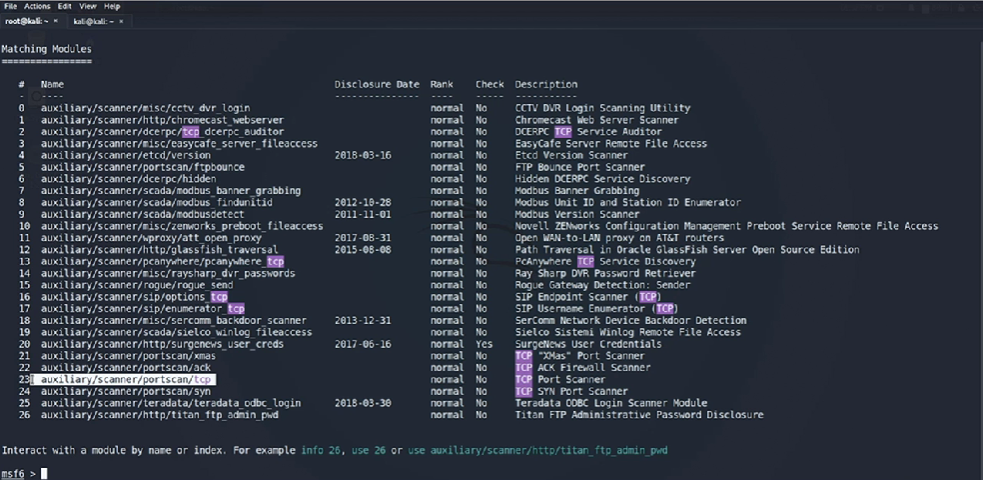 File Actions Edit View Help
root@kali: ~ × kali@kali: ~ ×
Matching Modules
================
# Name Disclosure Date Rank Check Description
- ---- --------------- ---- ----- -----------
0 auxiliary/scanner/misc/cctv_dvr_login normal No CCTV DVR Login Scanning Utility
1 auxiliary/scanner/http/chromecast_webserver normal No Chromecast Web Server Scanner
2 auxiliary/scanner/dcerpc/tcp_dcerpc_auditor normal No DCERPC TCP Service Auditor
3 auxiliary/scanner/misc/easycafe_server_fileaccess normal No EasyCafe Server Remote File Access
4 auxiliary/scanner/etcd/version 2018-03-16 normal No Etcd Version Scanner
5 auxiliary/scanner/portscan/ftpbounce normal No FTP Bounce Port Scanner
6 auxiliary/scanner/dcerpc/hidden normal No Hidden DCERPC Service Discovery
7 auxiliary/scanner/scada/modbus_banner_grabbing normal No Modbus Banner Grabbing
8 auxiliary/scanner/scada/modbus_findunitid 2012-10-28 normal No Modbus Unit ID and Station ID Enumerator
9 auxiliary/scanner/scada/modbusdetect 2011-11-01 normal No Modbus Version Scanner
10 auxiliary/scanner/misc/zenworks_preboot_fileaccess normal No Novell ZENworks Configuration Management Preboot Service Remote File Access
11 auxiliary/scanner/wproxy/att_open_proxy 2017-08-31 normal No Open WAN-to-LAN proxy on AT&T routers
12 auxiliary/scanner/http/glassfish_traversal 2015-08-08 normal No Path Traversal in Oracle GlassFish Server Open Source Edition
13 auxiliary/scanner/pcanywhere/pcanywhere_tcp normal No PcAnywhere TCP Service Discovery
14 auxiliary/scanner/misc/raysharp_dvr_passwords normal No Ray Sharp DVR Password Retriever
15 auxiliary/scanner/rogue/rogue_send normal No Rogue Gateway Detection: Sender
16 auxiliary/scanner/sip/options_tcp normal No SIP Endpoint Scanner (TCP)
17 auxiliary/scanner/sip/enumerator_tcp normal No SIP Username Enumerator (TCP)
18 auxiliary/scanner/misc/sercomm_backdoor_scanner 2013-12-31 normal No SerComm Network Device Backdoor Detection
19 auxiliary/scanner/scada/sielco_winlog_fileaccess normal No Sielco Sistemi Winlog Remote File Access
20 auxiliary/scanner/http/surgenews_user_creds 2017-06-16 normal Yes SurgeNews User Credentials
21 auxiliary/scanner/portscan/xmas normal No TCP "XMas" Port Scanner
22 auxiliary/scanner/portscan/ack normal No TCP ACK Firewall Scanner
23 auxiliary/scanner/portscan/tcp normal No TCP Port Scanner
24 auxiliary/scanner/portscan/syn normal No TCP SYN Port Scanner
25 auxiliary/scanner/teradata/teradata_odbc_login 2018-03-30 normal No Teradata ODBC Login Scanner Module
26 auxiliary/scanner/http/titan_ftp_admin_pwd normal No Titan FTP Administrative Password Disclosure
Interact with a module by name or index. For example info 26, use 26 or use auxiliary/scanner/http/titan_ftp_admin_pwd
msf6 >